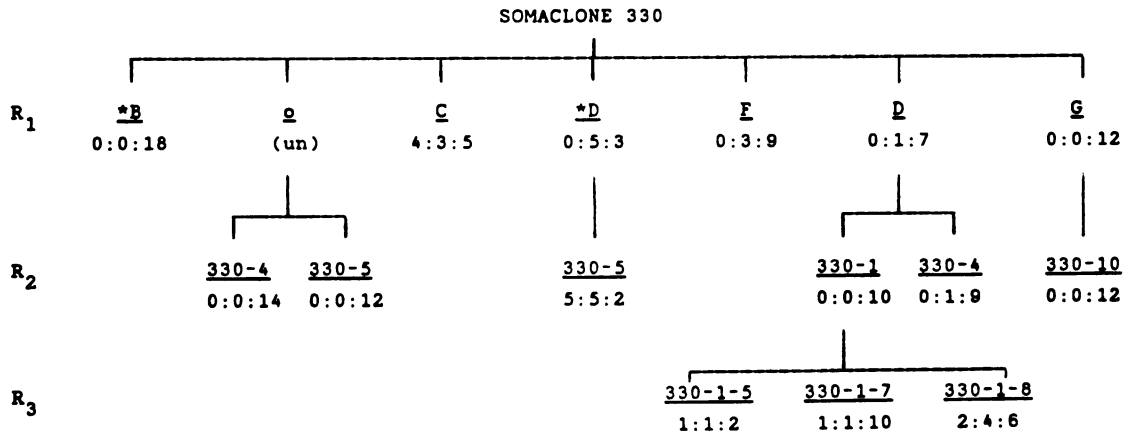 SOMACLONE 330
R1 *B o C *D F D G
0:0:18 (un) 4:3:5 0:5:3 0:3:9 0:1:7 0:0:12
R2 330-4 330-5 330-5 330-1 330-4 330-10
0:0:14 0:0:12 5:5:2 0:0:10 0:1:9 0:0:12
R3 330-1-5 330-1-7 330-1-8
1:1:2 1:1:10 2:4:6